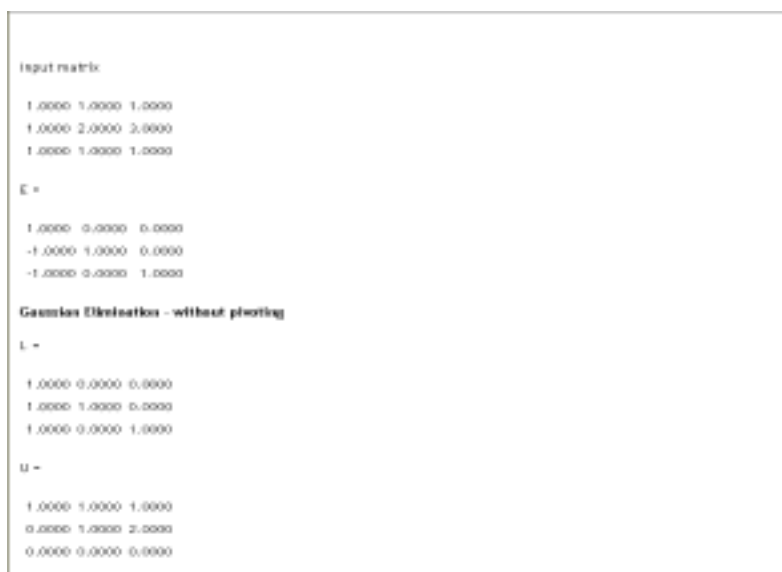 input matrix
1.0000 1.0000 1.0000
1.0000 2.0000 3.0000
1.0000 1.0000 1.0000
E =
1.0000 0.0000 0.0000
-1.0000 1.0000 0.0000
-1.0000 0.0000 1.0000
Gaussian Elimination - without pivoting
L =
1.0000 0.0000 0.0000
1.0000 1.0000 0.0000
1.0000 0.0000 1.0000
U =
1.0000 1.0000 1.0000
0.0000 1.0000 2.0000
0.0000 0.0000 0.0000